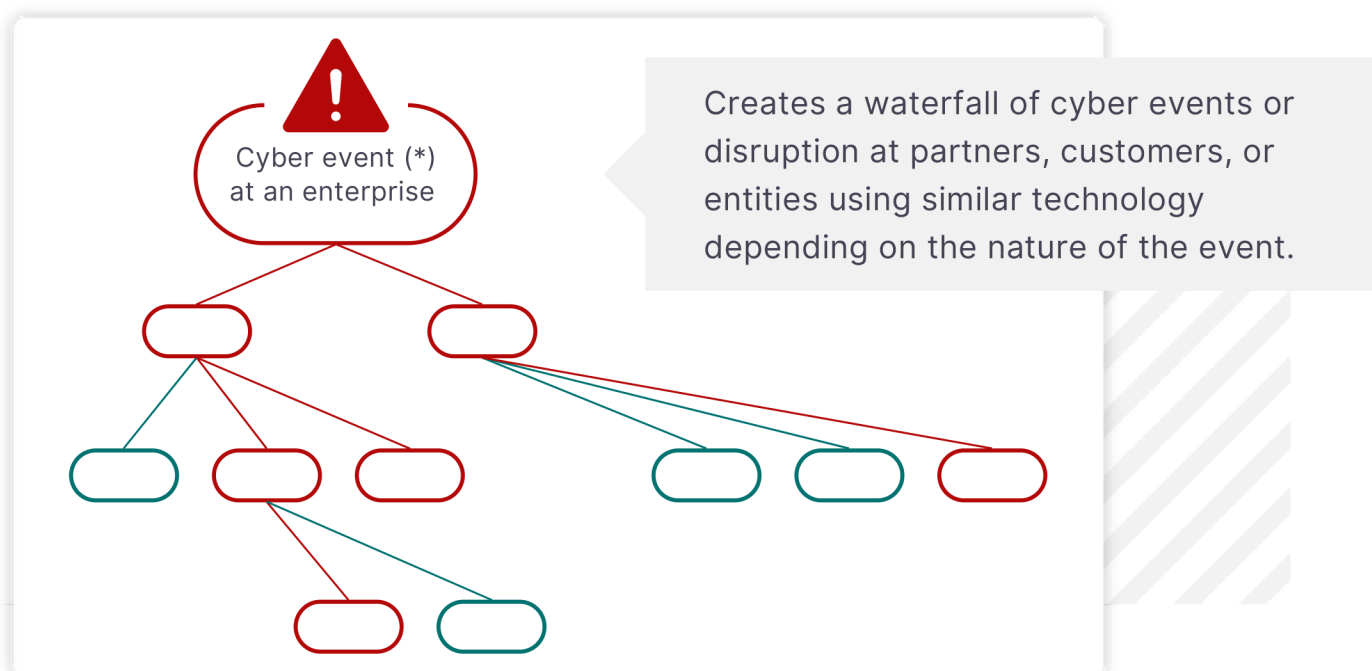 !
Cyber event (*)
at an enterprise
Creates a waterfall of cyber events or
disruption at partners, customers, or
entities using similar technology
depending on the nature of the event.